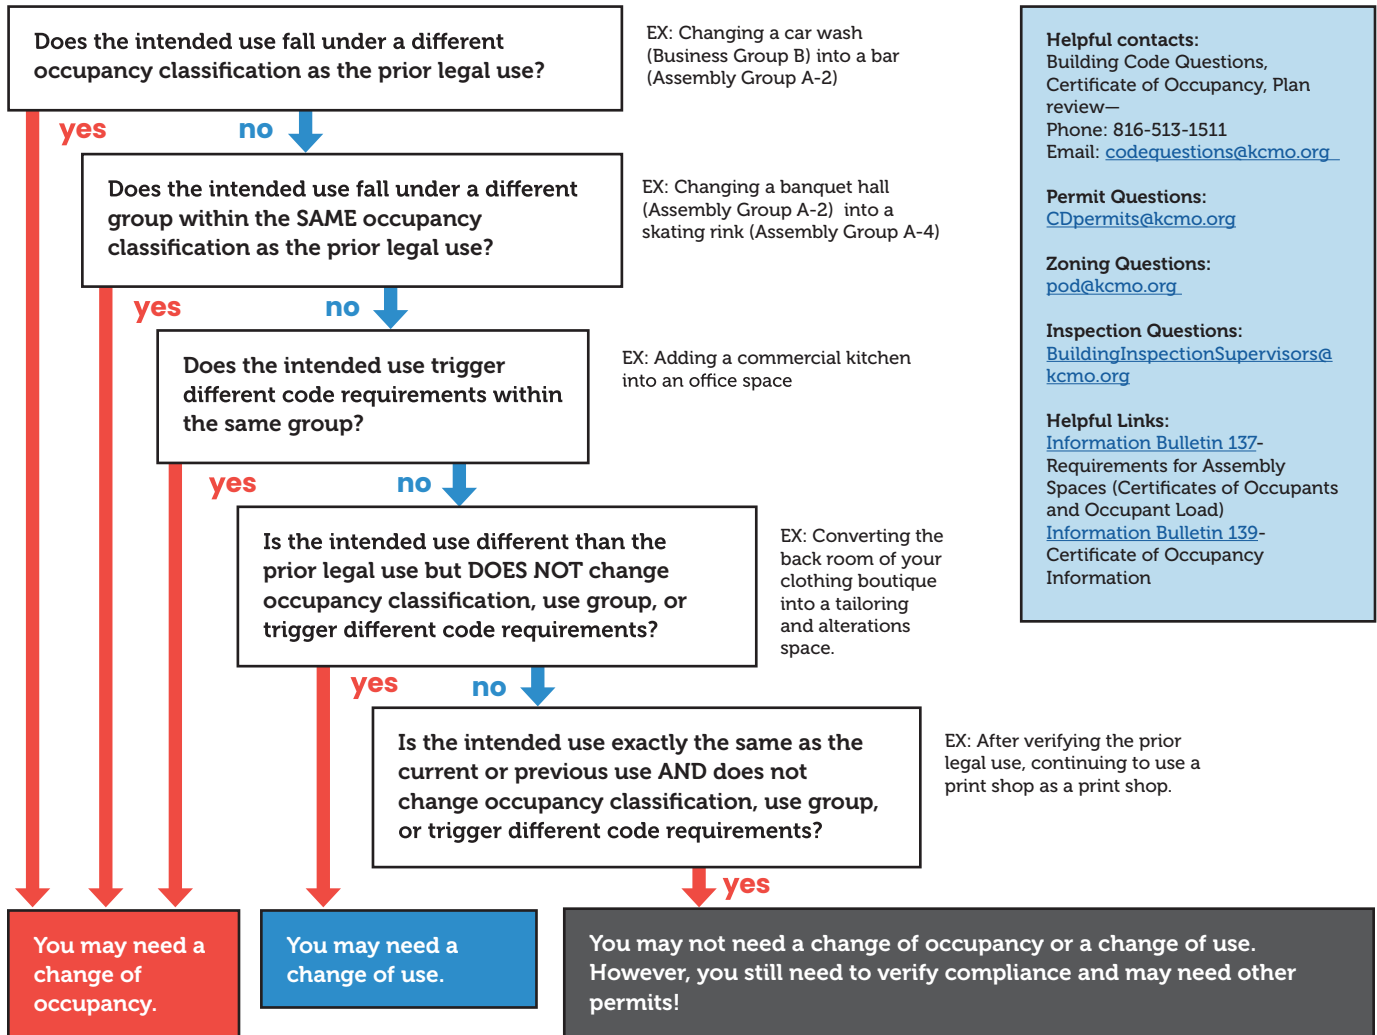 Does the intended use fall under a different
occupancy classification as the prior legal use?
EX: Changing a car wash
(Business Group B) into a bar
(Assembly Group A-2)
yes
no
Does the intended use fall under a different
group within the SAME occupancy
classification as the prior legal use?
EX: Changing a banquet hall
(Assembly Group A-2)  into a
skating rink (Assembly Group A-4)
yes
no
Does the intended use trigger
different code requirements within
the same group?
EX: Adding a commercial kitchen
into an office space
yes
no
Is the intended use different than the
prior legal use but DOES NOT change
occupancy classification, use group, or
trigger different code requirements?
EX: Converting the
back room of your
clothing boutique
into a tailoring
and alterations
space.
yes
no
Is the intended use exactly the same as the
current or previous use AND does not
change occupancy classification, use group,
or trigger different code requirements?
EX: After verifying the prior
legal use, continuing to use a
print shop as a print shop.
yes
You may need a
change of
occupancy.
You may need a
change of use.
You may not need a change of occupancy or a change of use.
However, you still need to verify compliance and may need other
permits!
Helpful contacts:
Building Code Questions,
Certificate of Occupancy, Plan
review—
Phone: 816-513-1511
Email: codequestions@kcmo.org
Permit Questions:
CDpermits@kcmo.org
Zoning Questions:
pod@kcmo.org
Inspection Questions:
BuildingInspectionSupervisors@
kcmo.org
Helpful Links:
Information Bulletin 137-
Requirements for Assembly
Spaces (Certificates of Occupants
and Occupant Load)
Information Bulletin 139-
Certificate of Occupancy
Information